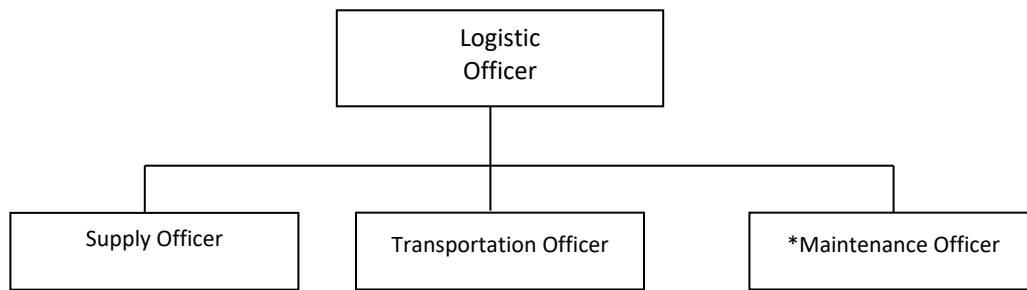 Logistic
Officer
Supply Officer
Transportation Officer
*Maintenance Officer